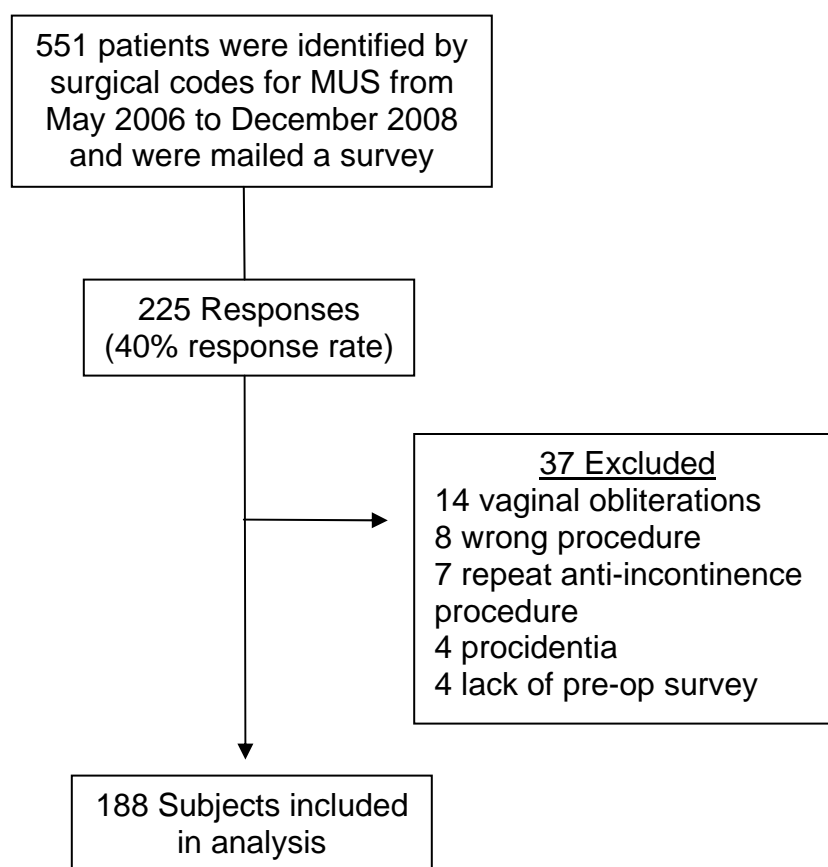 551 patients were identified by
surgical codes for MUS from
May 2006 to December 2008
and were mailed a survey
225 Responses
(40% response rate)
37 Excluded
14 vaginal obliterations
8 wrong procedure
7 repeat anti-incontinence
procedure
4 procidentia
4 lack of pre-op survey
188 Subjects included
in analysis